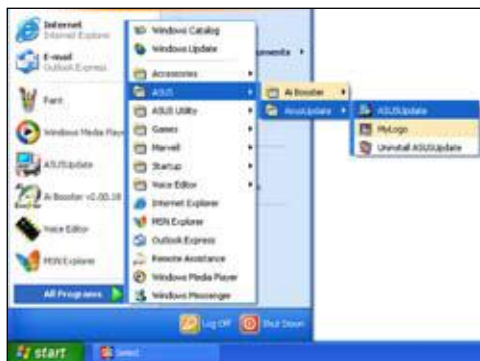 Internet
Internet Explorer
E-mail
Outlook Express
Paint
Windows Media Play
ASUSUpdate
Ai Booster v2.00.18
Voice Editor
MSN Explorer
All Programs
Windows Catalog
Windows Update
Accessories
ASUS
ASUS Utility
Games
Marvell
Startup
Voice Editor
Internet Explorer
MSN Explorer
Outlook Express
Remote Assistance
Windows Media Player
Windows Messenger
ocuments
Ai Booster
AsusUpdate
ASUSUpdate
MyLogo
Uninstall ASUSUpdate
Log Off
Shut Down
start